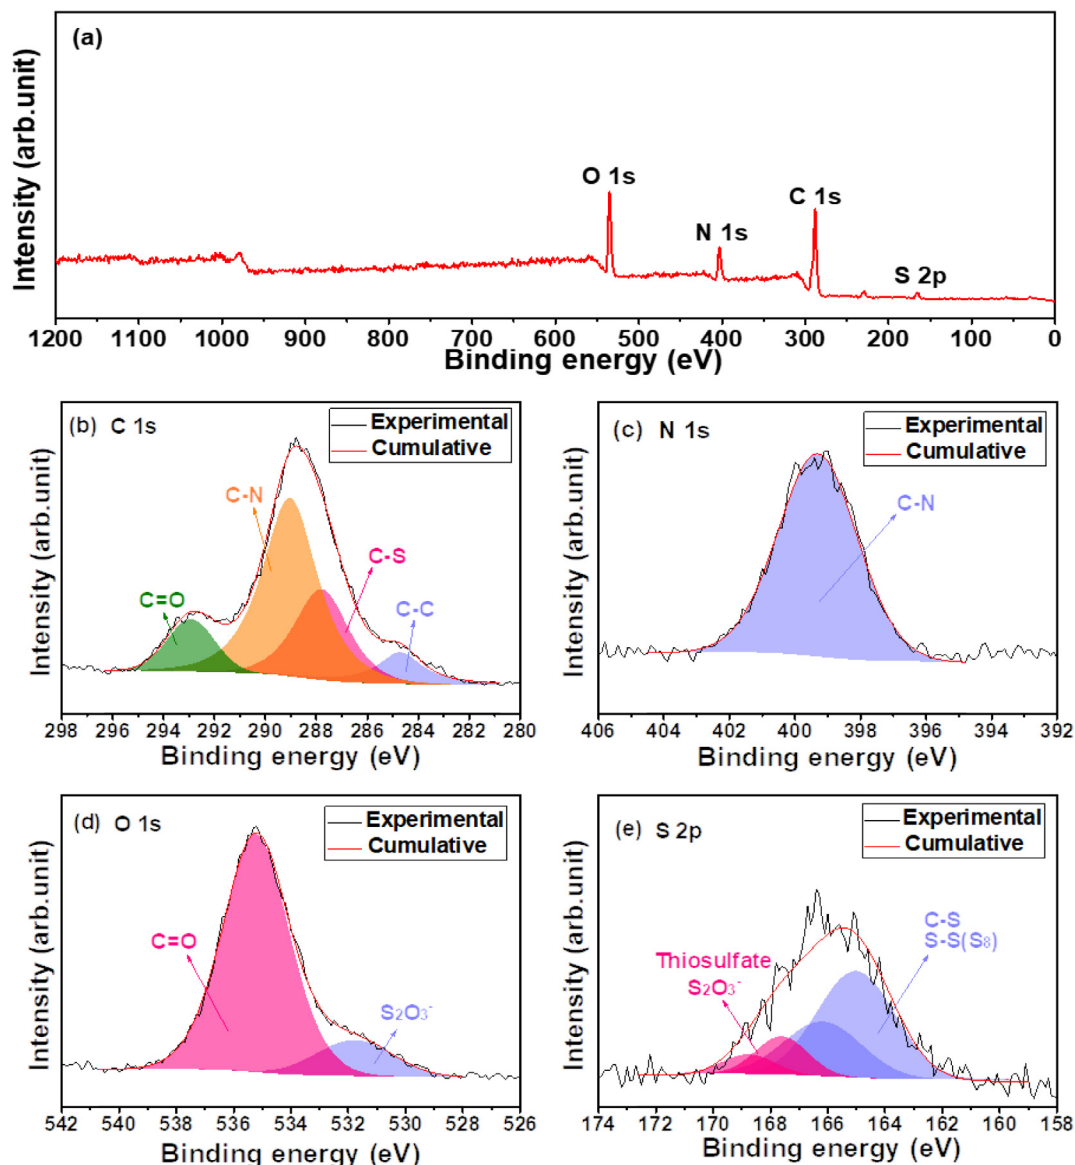 (a)
Intensity (arb.unit)
O 1s
N 1s
C 1s
S 2p
1200 1100 1000 900 800 700 600 500 400 300 200 100 0
Binding energy (eV)
(b) C 1s
Experimental
Cumulative
Intensity (arb.unit)
C=O
C-N
C-S
C-C
298 296 294 292 290 288 286 284 282 280
Binding energy (eV)
(c) N 1s
Experimental
Cumulative
Intensity (arb.unit)
C-N
406 404 402 400 398 396 394 392
Binding energy (eV)
(d) O 1s
Experimental
Cumulative
Intensity (arb.unit)
C=O
S₂O₃⁻
542 540 538 536 534 532 530 528 526
Binding energy (eV)
(e) S 2p
Experimental
Cumulative
Intensity (arb.unit)
C-S
S-S(S₈)
Thiosulfate
S₂O₃⁻
174 172 170 168 166 164 162 160 158
Binding energy (eV)